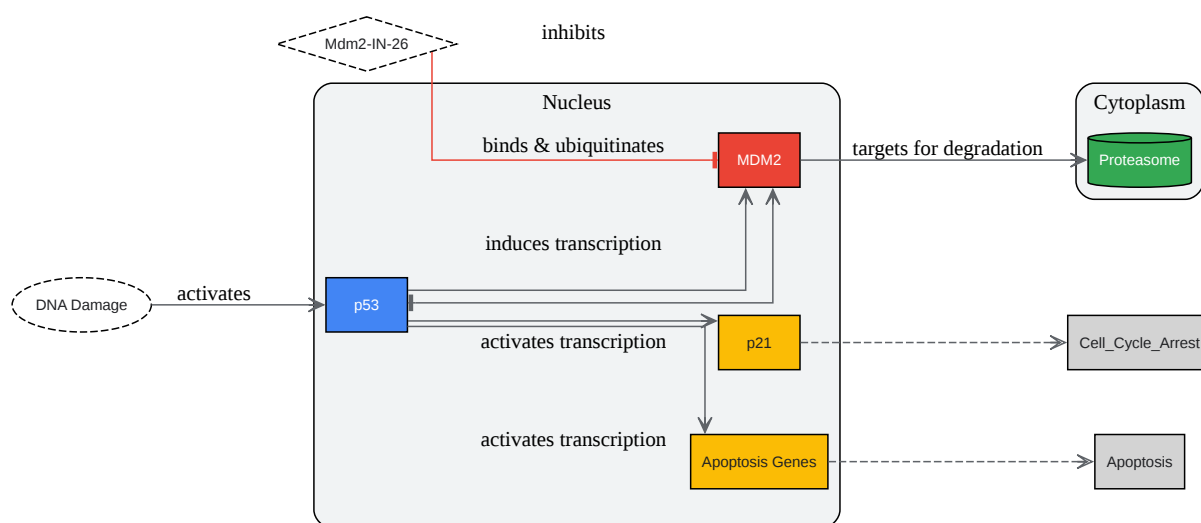 inhibits
Mdm2-IN-26
Nucleus
Cytoplasm
binds & ubiquitinates
MDM2
targets for degradation
Proteasome
induces transcription
DNA Damage
activates
p53
activates transcription
p21
Cell_Cycle_Arrest
activates transcription
Apoptosis Genes
Apoptosis